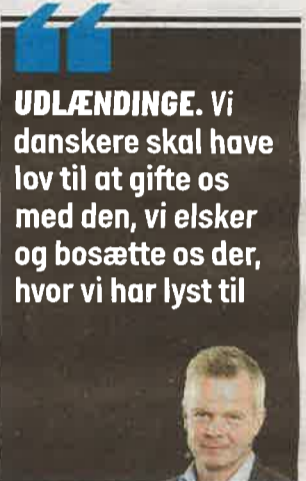 UDLÆNDINGE. Vi
danskere skal have
lov til at gifte os
med den, vi elsker
og bosætte os der,
hvor vi har lyst til